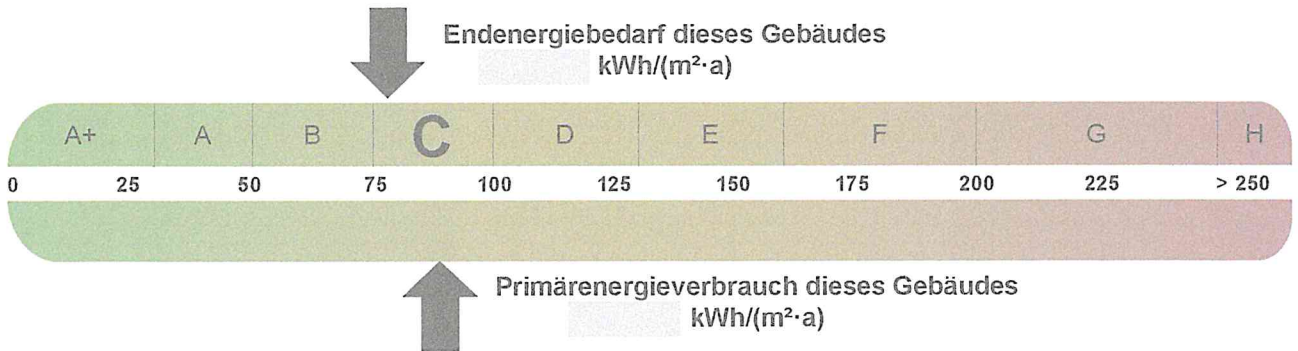 Endenergiebedarf dieses Gebäudes
kWh/(m²·a)
A+ A B C D E F G H
0 25 50 75 100 125 150 175 200 225 > 250
Primärenergieverbrauch dieses Gebäudes
kWh/(m²·a)